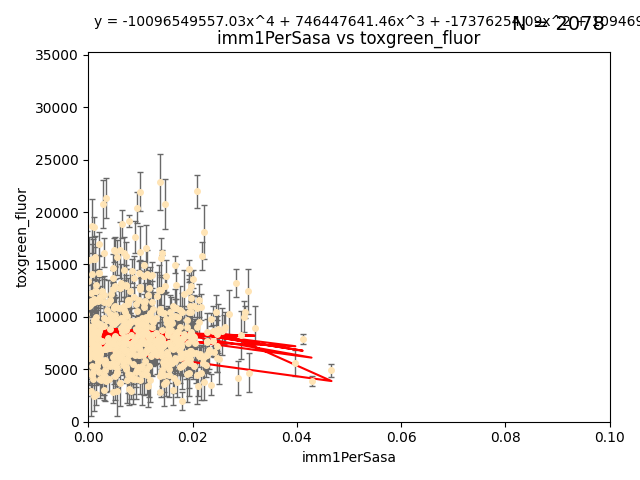 y = -10096549557.03x^4 + 746447641.46x^3 +
N = 2078
imm1PerSasa vs toxgreen_fluor
35000
30000
25000
20000
15000
10000
5000
0
toxgreen_fluor
0.00 0.02 0.04 0.06 0.08 0.10
imm1PerSasa